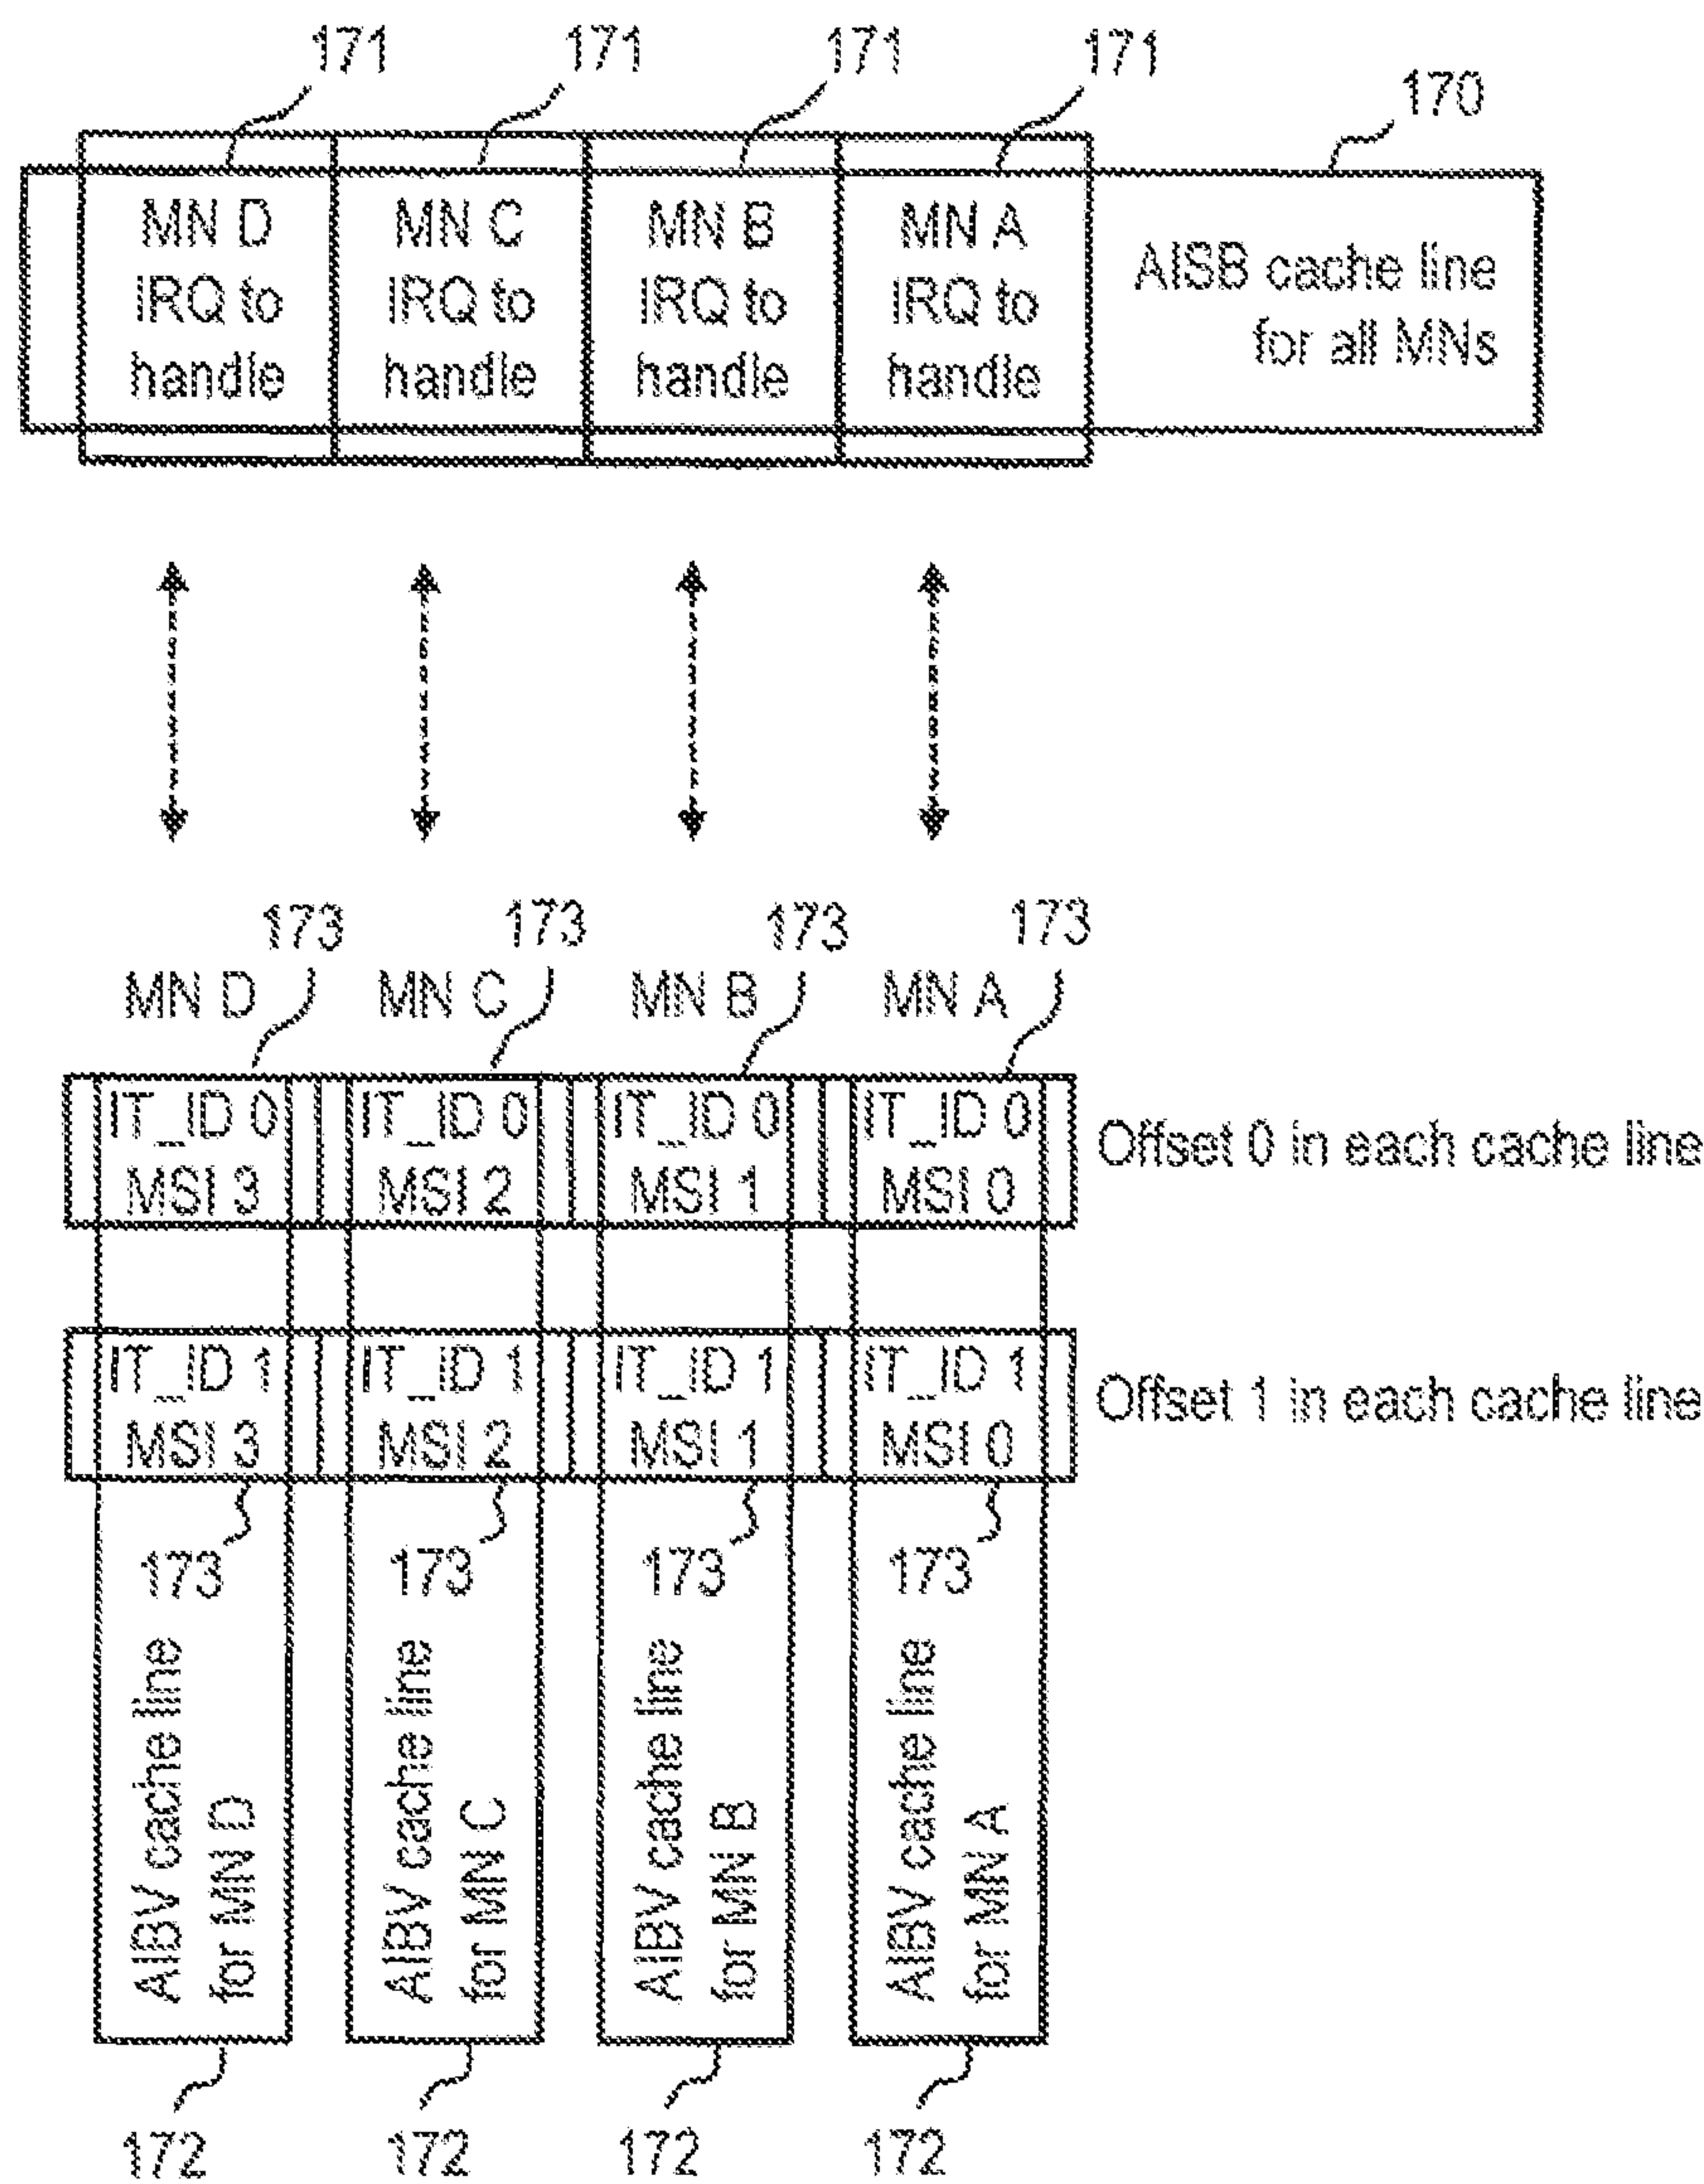 171 171 171 171
170
MN D MN C MN B MN A
IRQ to IRQ to IRQ to IRQ to
handle handle handle handle
AISB cache line
for all MNs
173 173 173 173
MN D MN C MN B MN A
IT_ID 0 IT_ID 0 IT_ID 0 IT_ID 0
MSI 3 MSI 2 MSI 1 MSI 0
Offset 0 in each cache line
IT_ID 1 IT_ID 1 IT_ID 1 IT_ID 1
MSI 3 MSI 2 MSI 1 MSI 0
Offset 1 in each cache line
173 173 173 173
AIBV cache line
for MN D
AIBV cache line
for MN C
AIBV cache line
for MN B
AIBV cache line
for MN A
172 172 172 172